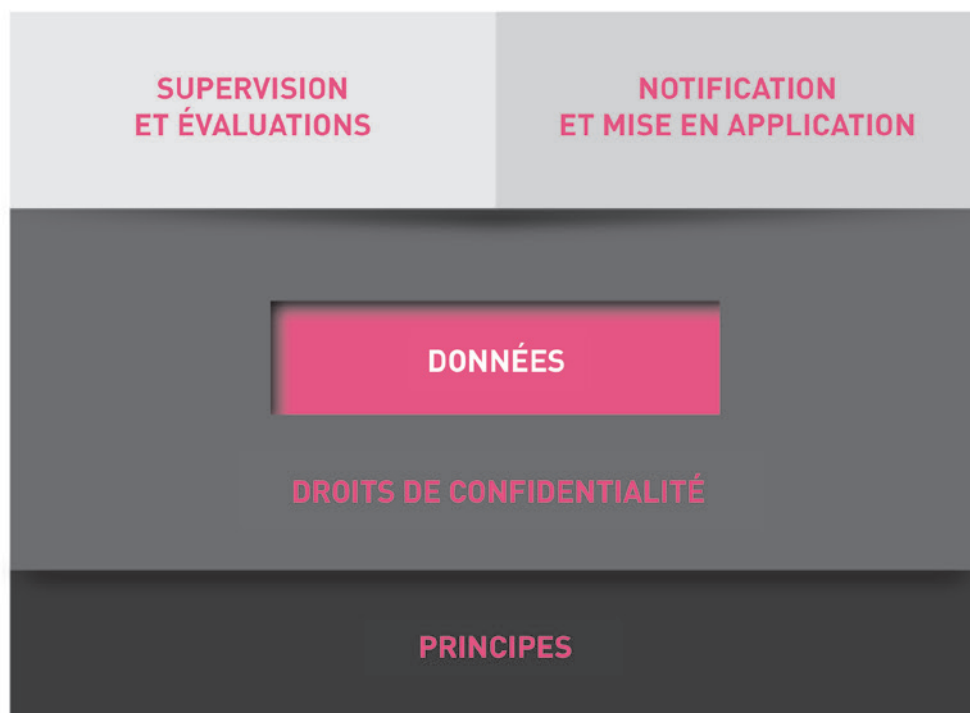 SUPERVISION
ET ÉVALUATIONS
NOTIFICATION
ET MISE EN APPLICATION
DONNÉES
DROITS DE CONFIDENTIALITÉ
PRINCIPES